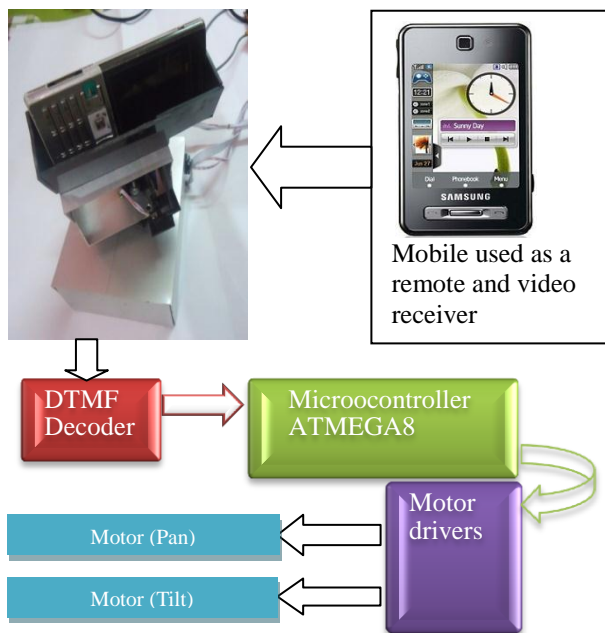 12:21
Sunny Day
Jun 27
Dial Phonebook Menu
SAMSUNG
Mobile used as a
remote and video
receiver
DTMF
Decoder
Microocontroller
ATMEGA8
Motor
drivers
Motor (Pan)
Motor (Tilt)